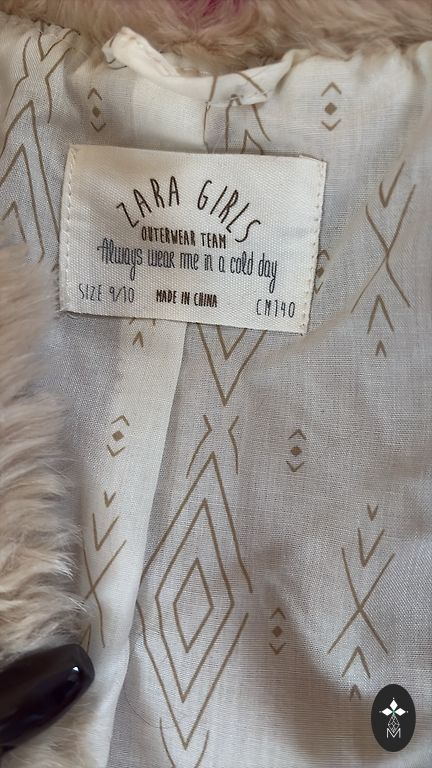 ZARA GIRLS
OUTERWEAR TEAM
Always wear me in a cold day
SIZE 9/10 MADE IN CHINA CM140
M